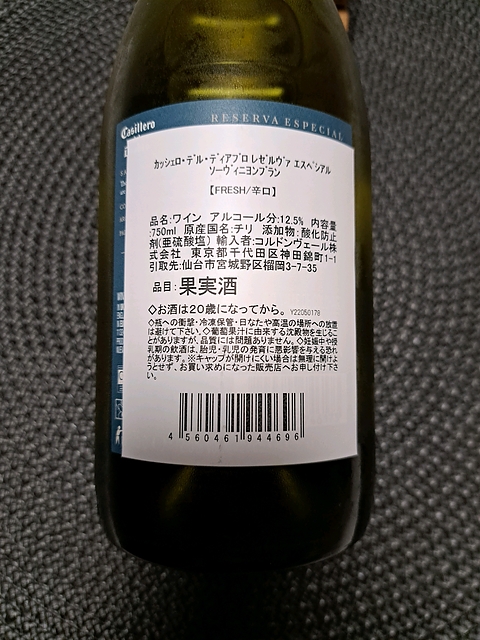 Casillero
RESERVA ESPECIAL
カッシェロ・デル・ディアブロ レゼルヴァ エスペシアル
ソーヴィニヨンブラン
【FRESH/辛口】
品名:ワイン アルコール分:12.5% 内容量
:750ml 原産国名:チリ 添加物:酸化防止
剤(亜硫酸塩) 輸入者:コルドンヴェール株
式会社 東京都千代田区神田錦町1-1
引取先:仙台市宮城野区榴岡3-7-35
品目:果実酒
◇お酒は20歳になってから。 Y22050178
◇瓶への衝撃・冷凍保管・日なたや高温の場所への放置
は避けて下さい◇葡萄果汁に由来する沈殿物を生じるこ
とがありますが、品質には問題ありません。◇妊娠中や授
乳期の飲酒は、胎児・乳児の発育に悪影響を与える恐れ
があります。※キャップが開けにくい場合は無理に開けよ
うとせず、お買い求めになった販売店へお申し付け下さ
い。
4 560461 944696